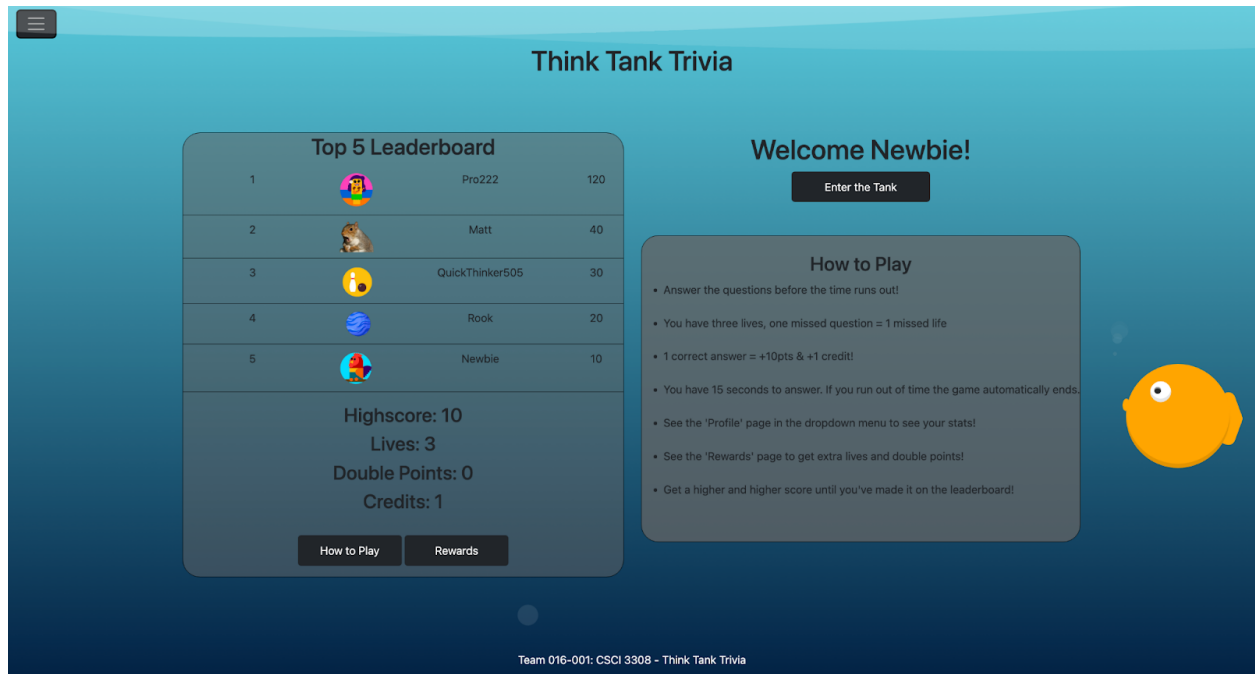 Think Tank Trivia
Top 5 Leaderboard
1 Pro222 120
2 Matt 40
3 QuickThinker505 30
4 Rook 20
5 Newbie 10
Highscore: 10
Lives: 3
Double Points: 0
Credits: 1
How to Play Rewards
Welcome Newbie!
Enter the Tank
How to Play
• Answer the questions before the time runs out!
• You have three lives, one missed question = 1 missed life
• 1 correct answer = +10pts & +1 credit!
• You have 15 seconds to answer. If you run out of time the game automatically ends.
• See the 'Profile' page in the dropdown menu to see your stats!
• See the 'Rewards' page to get extra lives and double points!
• Get a higher and higher score until you've made it on the leaderboard!
Team 016-001: CSCI 3308 - Think Tank Trivia